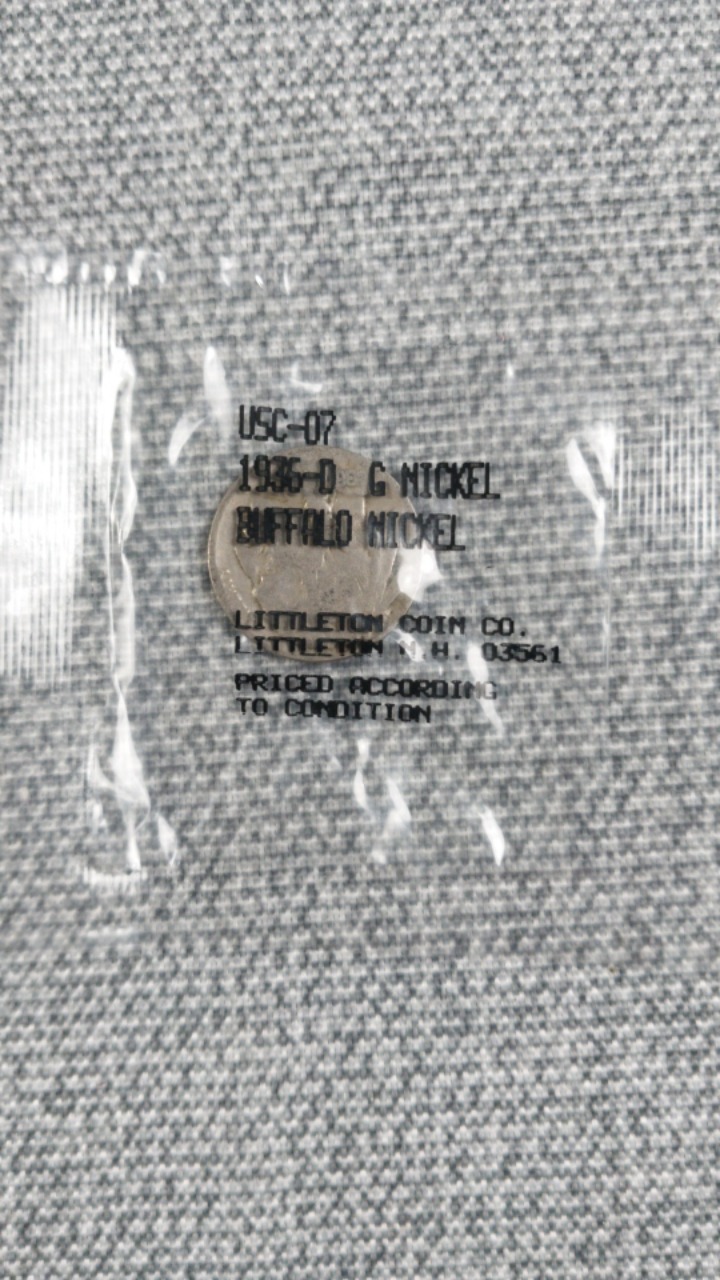 USC-07
1936-D G NICKEL
BUFFALO NICKEL
LITTLETON COIN CO.
LITTLETON N.H. 03561
PRICED ACCORDING
TO CONDITION